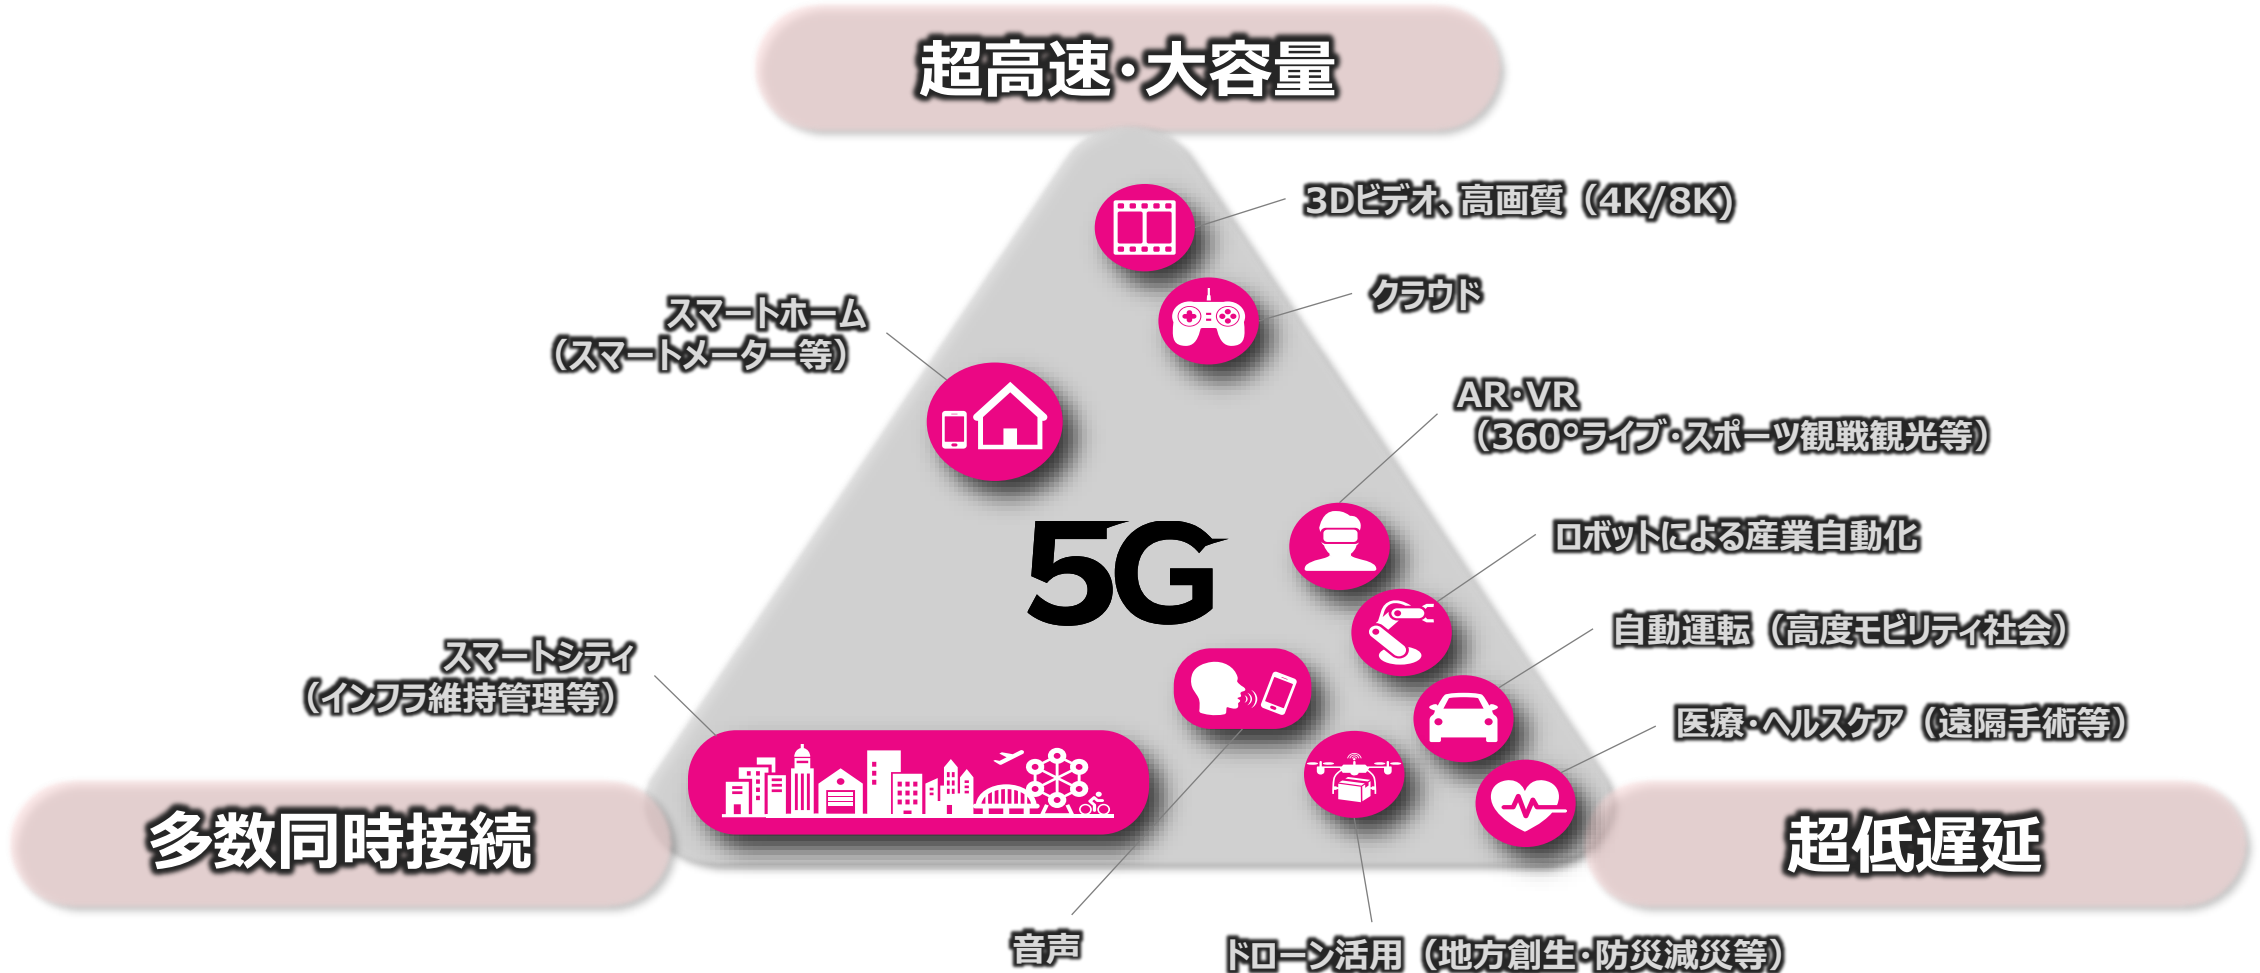 超高速・大容量
3Dビデオ、高画質（4K/8K）
クラウド
スマートホーム
（スマートメーター等）
AR・VR
（360°ライブ・スポーツ観戦観光等）
5G
ロボットによる産業自動化
自動運転（高度モビリティ社会）
スマートシティ
（インフラ維持管理等）
医療・ヘルスケア（遠隔手術等）
多数同時接続
超低遅延
音声
ドローン活用（地方創生・防災減災等）